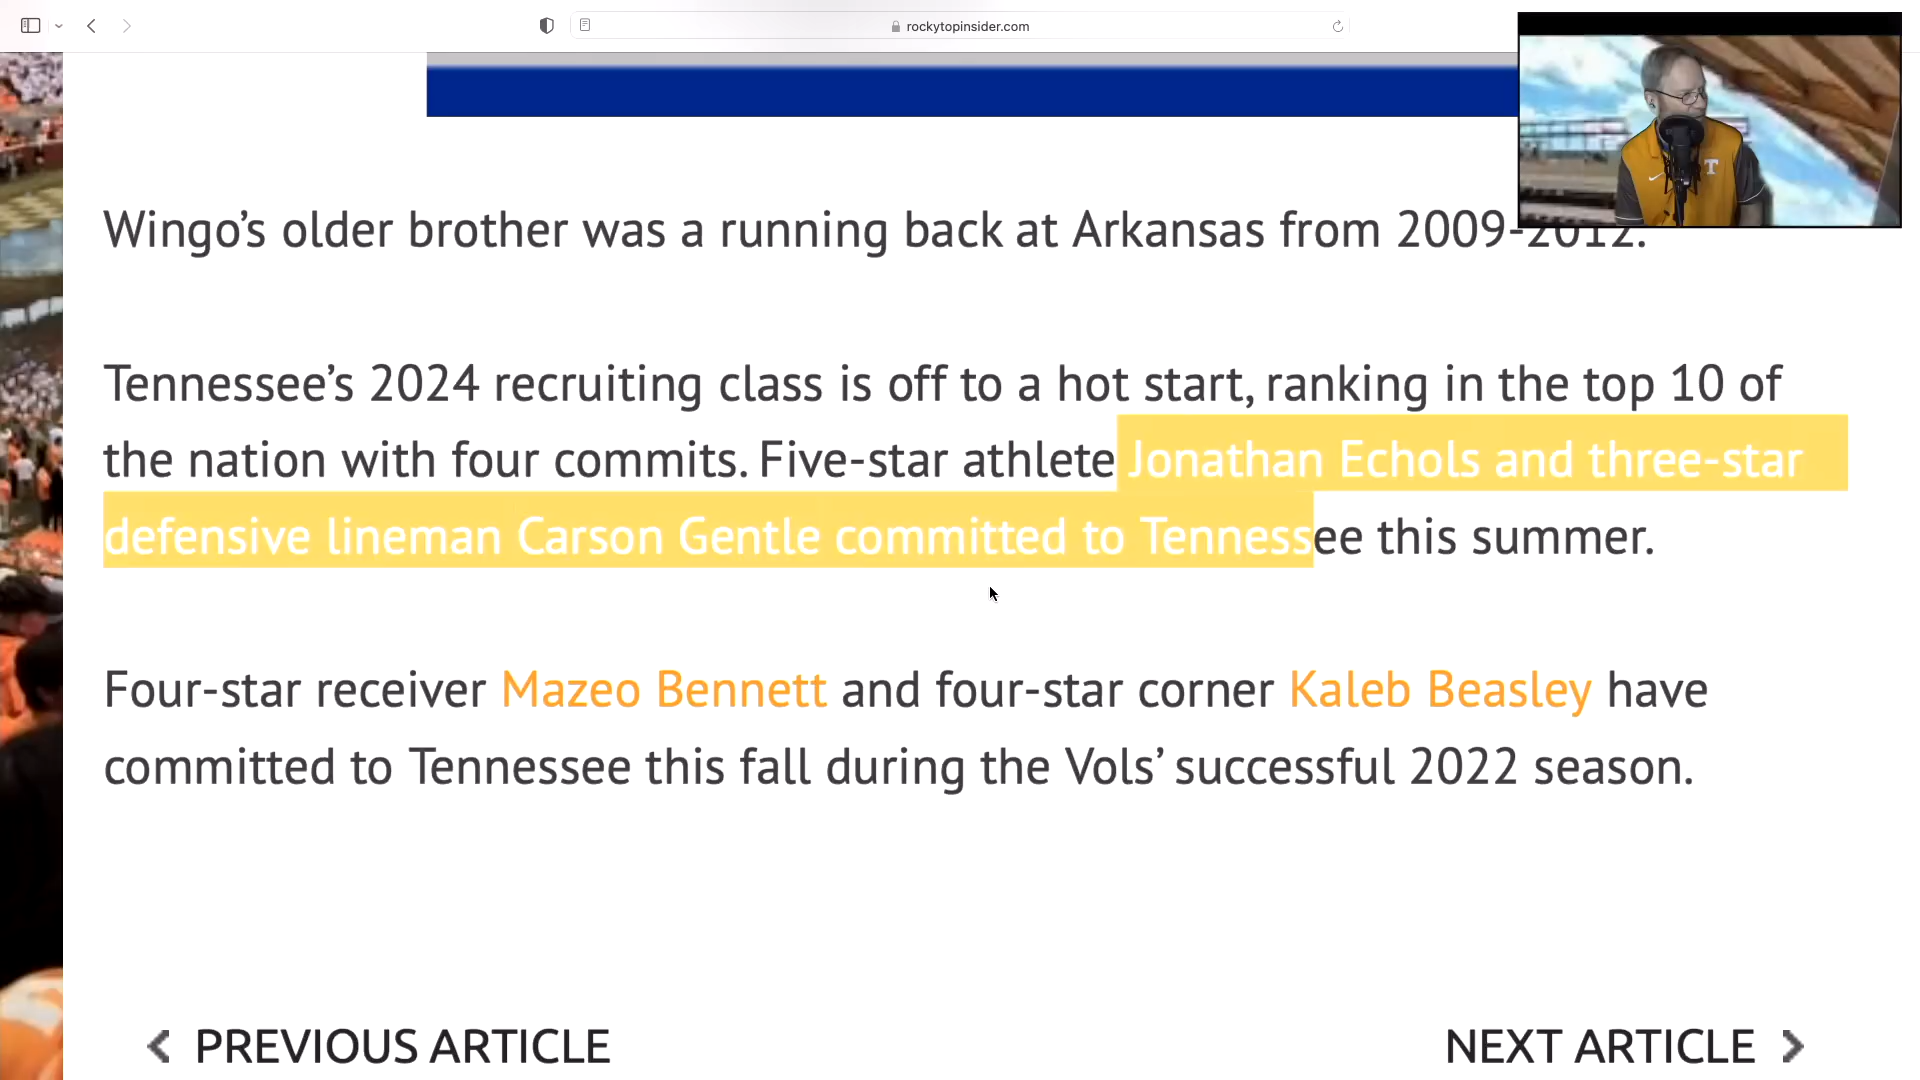 rockytopinsider.com
T
Wingo’s older brother was a running back at Arkansas from 2009-2012.
Tennessee’s 2024 recruiting class is off to a hot start, ranking in the top 10 of
the nation with four commits. Five-star athlete Jonathan Echols and three-star
defensive lineman Carson Gentle committed to Tennessee this summer.
Four-star receiver Mazeo Bennett and four-star corner Kaleb Beasley have
committed to Tennessee this fall during the Vols’ successful 2022 season.
PREVIOUS ARTICLE
NEXT ARTICLE